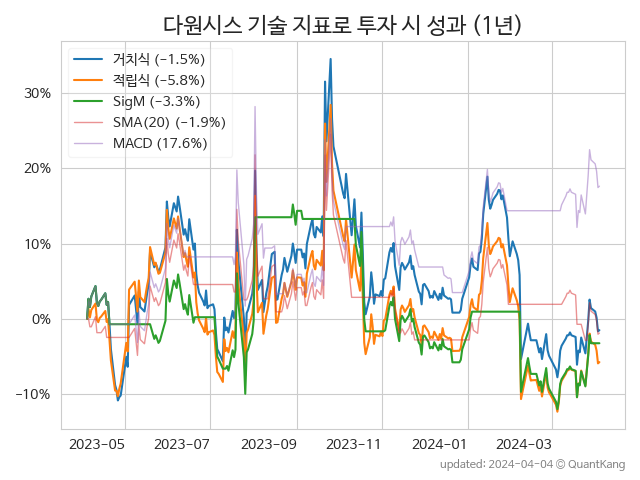 다원시스 기술 지표로 투자 시 성과 (1년)
거치식 (−1.5%)
적립식 (−5.8%)
SigM (−3.3%)
SMA(20) (−1.9%)
MACD (17.6%)
30%
20%
10%
0%
−10%
2023-05
2023-07
2023-09
2023-11
2024-01
2024-03
updated: 2024-04-04 © QuantKang